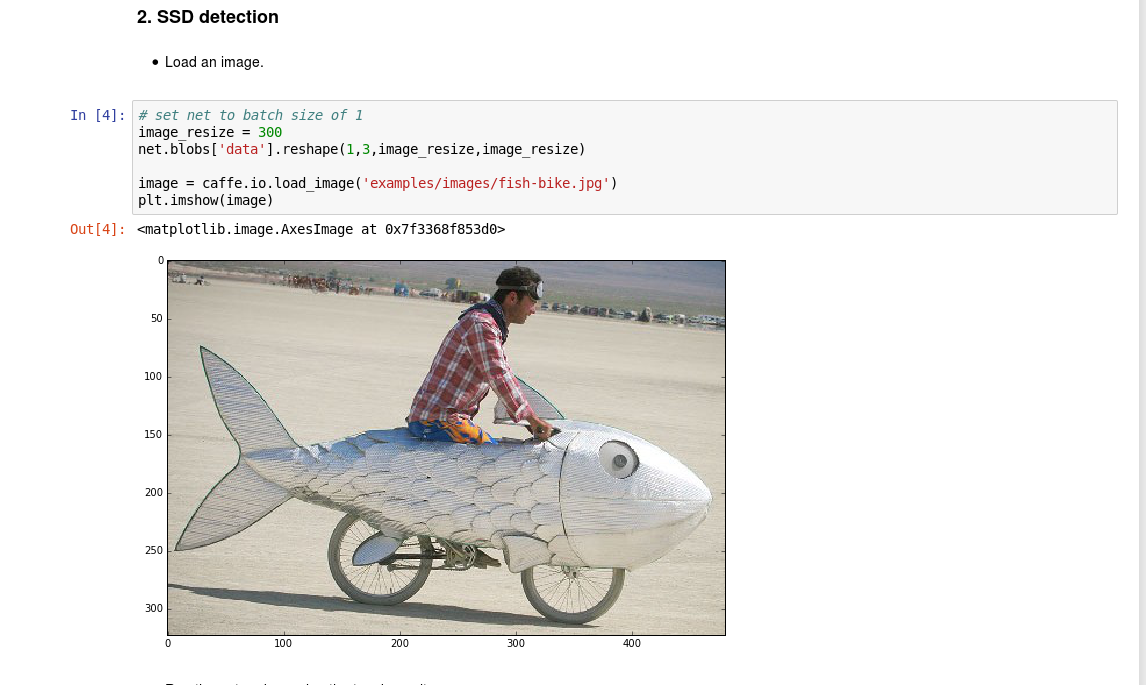 2. SSD detection
• Load an image.
In [4]:
# set net to batch size of 1
image_resize = 300
net.blobs['data'].reshape(1,3,image_resize,image_resize)
image = caffe.io.load_image('examples/images/fish-bike.jpg')
plt.imshow(image)
Out[4]: <matplotlib.image.AxesImage at 0x7f3368f853d0>
0
50
100
150
200
250
300
0 100 200 300 400